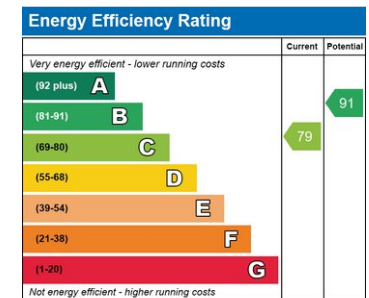 Energy Efficiency Rating
Current Potential
Very energy efficient - lower running costs
(92 plus) A
(81-91) B
91
(69-80) C
79
(55-68) D
(39-54) E
(21-38) F
(1-20) G
Not energy efficient - higher running costs